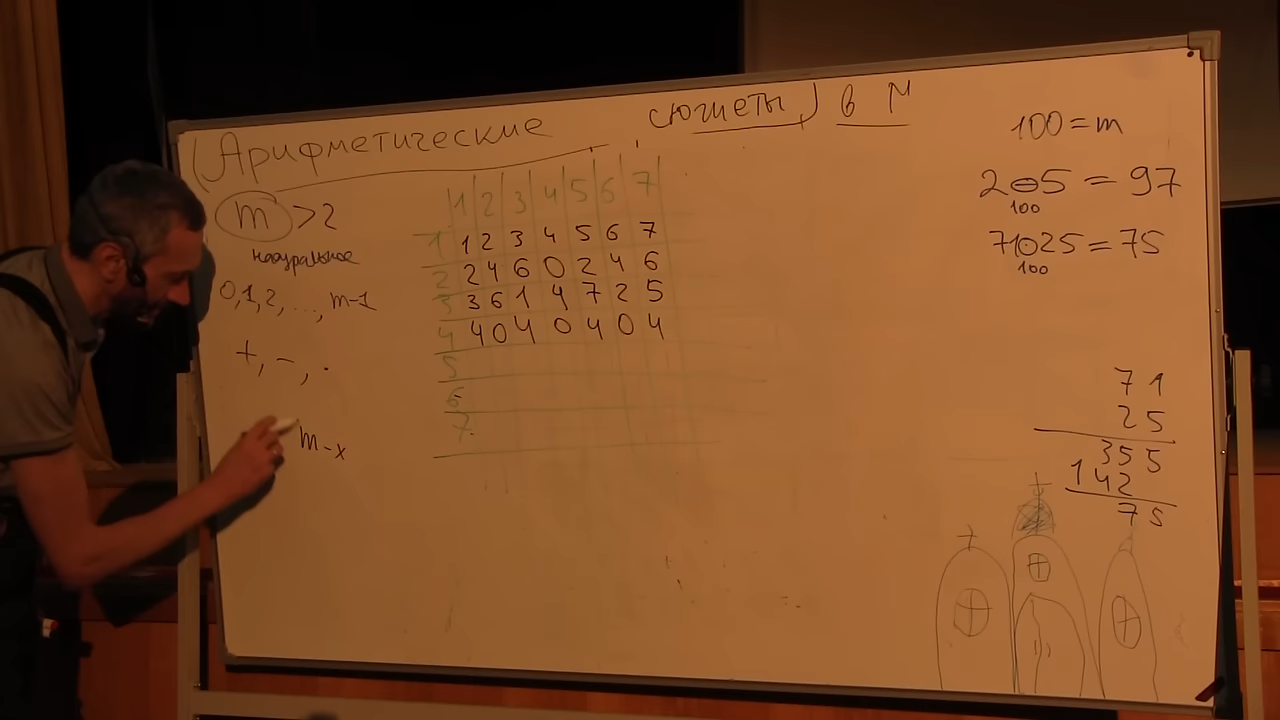 (Арифметические сюжеты) в М
m > 2
натуральное
0,1,2, ..., m-1
+, -, ·
m-x
1 2 3 4 5 6 7
1 1 2 3 4 5 6 7
2 2 4 6 0 2 4 6
3 3 6 1 4 7 2 5
4 4 0 4 0 4 0 4
5
6
7
100 = m
2 ⊖ 5 = 97
100
71 ⊙ 25 = 75
100
71
25
355
142
75